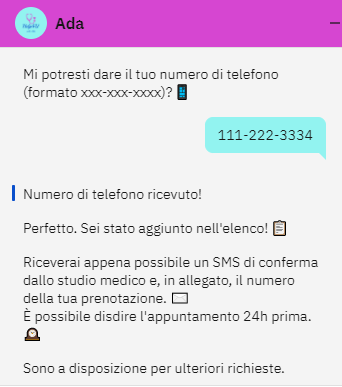 Ada
Mi potresti dare il tuo numero di telefono
(formato xxx-xxx-xxxx)? 📱
111-222-3334
Numero di telefono ricevuto!
Perfetto. Sei stato aggiunto nell'elenco! 📋
Riceverai appena possibile un SMS di conferma
dallo studio medico e, in allegato, il numero
della tua prenotazione. ✉️
È possibile disdire l'appuntamento 24h prima.
🕰️
Sono a disposizione per ulteriori richieste.